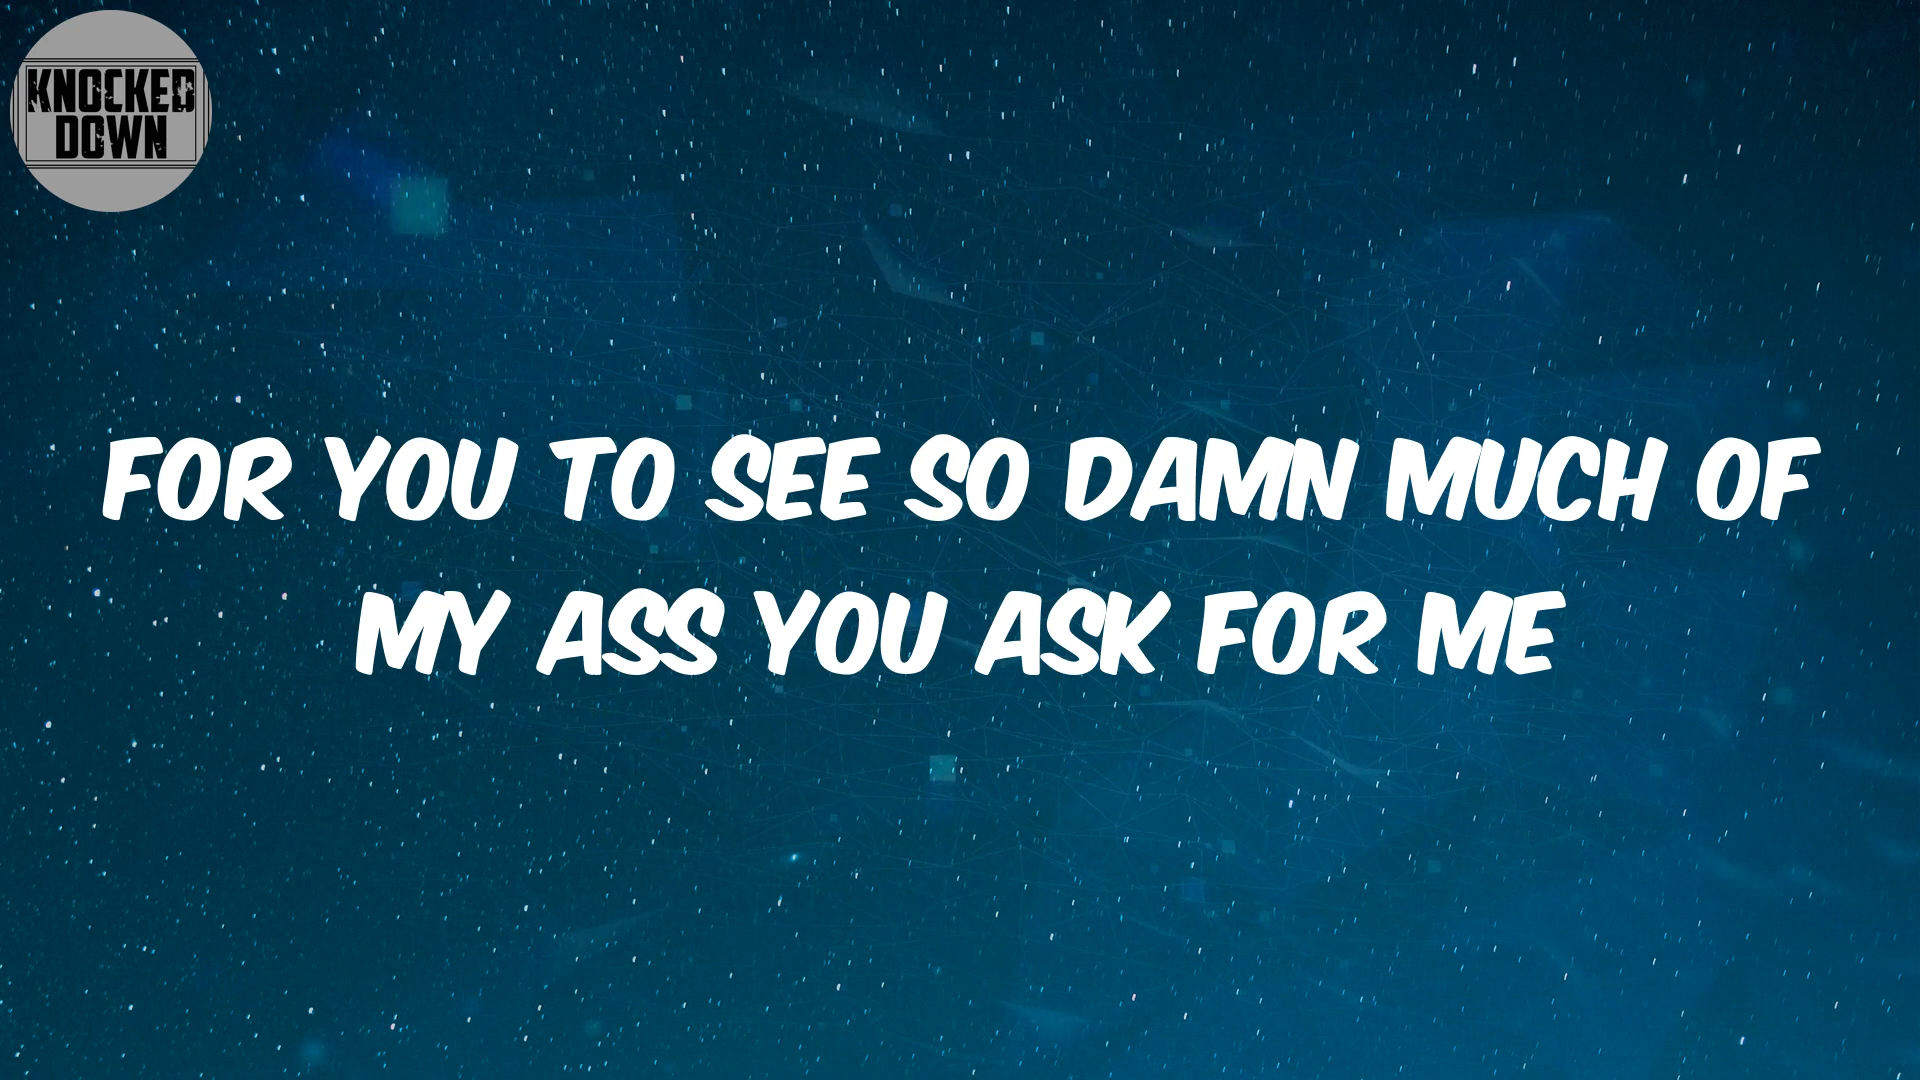 KNOCKED
DOWN
FOR YOU TO SEE SO DAMN MUCH OF
MY ASS YOU ASK FOR ME